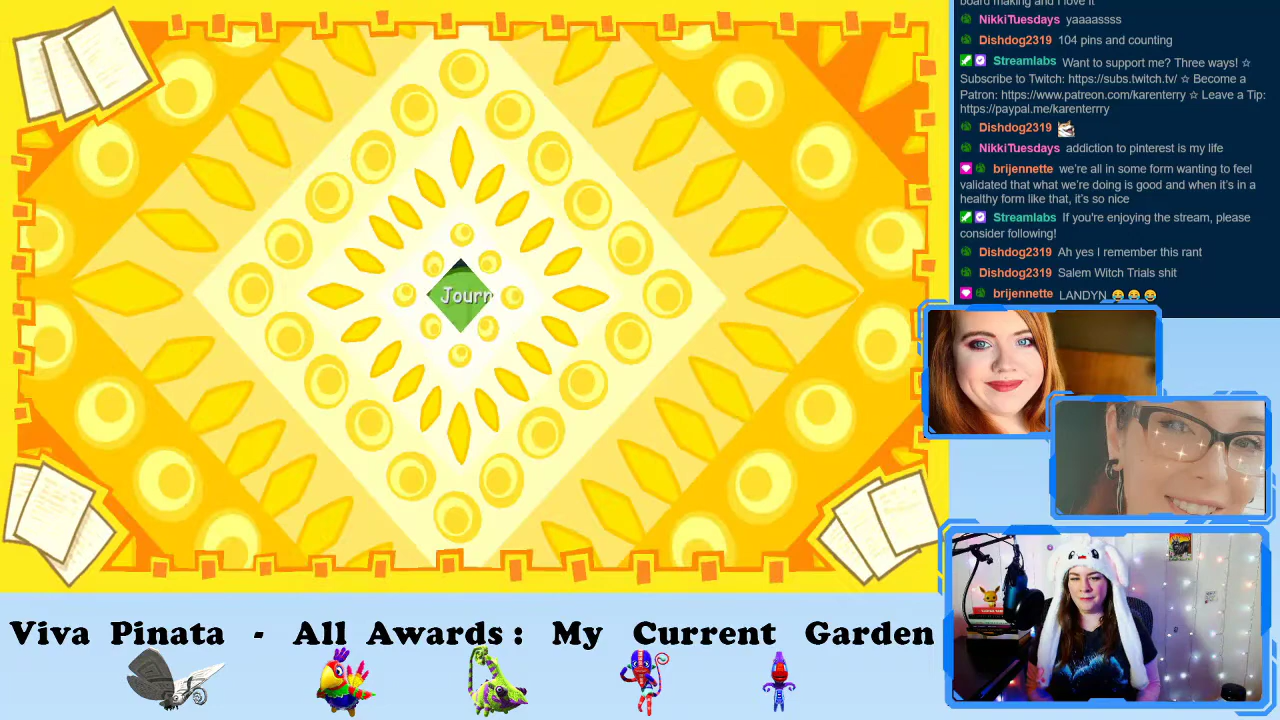 Journ
board making and I love it
NikkiTuesdays yaaaassss
Dishdog2319 104 pins and counting
Streamlabs Want to support me? Three ways! ☆
Subscribe to Twitch: https://subs.twitch.tv/ ☆ Become a
Patron: https://www.patreon.com/karenterry ☆ Leave a Tip:
https://paypal.me/karenterrry
Dishdog2319
NikkiTuesdays addiction to pinterest is my life
brijennette we're all in some form wanting to feel
validated that what we're doing is good and when it's in a
healthy form like that, it's so nice
Streamlabs If you're enjoying the stream, please
consider following!
Dishdog2319 Ah yes I remember this rant
Dishdog2319 Salem Witch Trials shit
brijennette LANDYN 😂😂😅
Viva Pinata - All Awards: My Current Garden